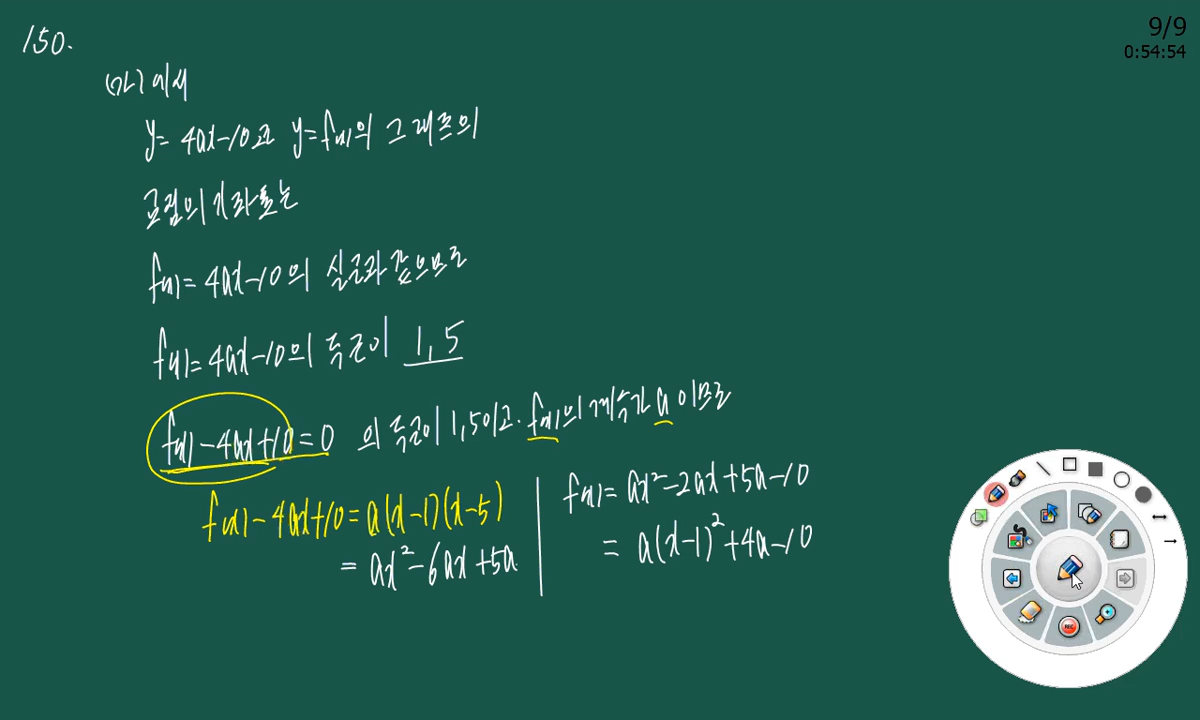 9/9
0:54:54
150.
(나)에서
y=4ax-10과 y=f(x)의 그래프의
교점의 x좌표는
f(x)=4ax-10의 실근과 같으므로
f(x)=4ax-10의 두근이 1, 5
f(x)-4ax+10=0 의 두근이 1, 5이고. f(x)의 계수가 a 이므로
f(x)-4ax+10=a(x-1)(x-5)
=ax²-6ax+5a
f(x)=ax²-2ax+5a-10
=a(x-1)²+4a-10
REC